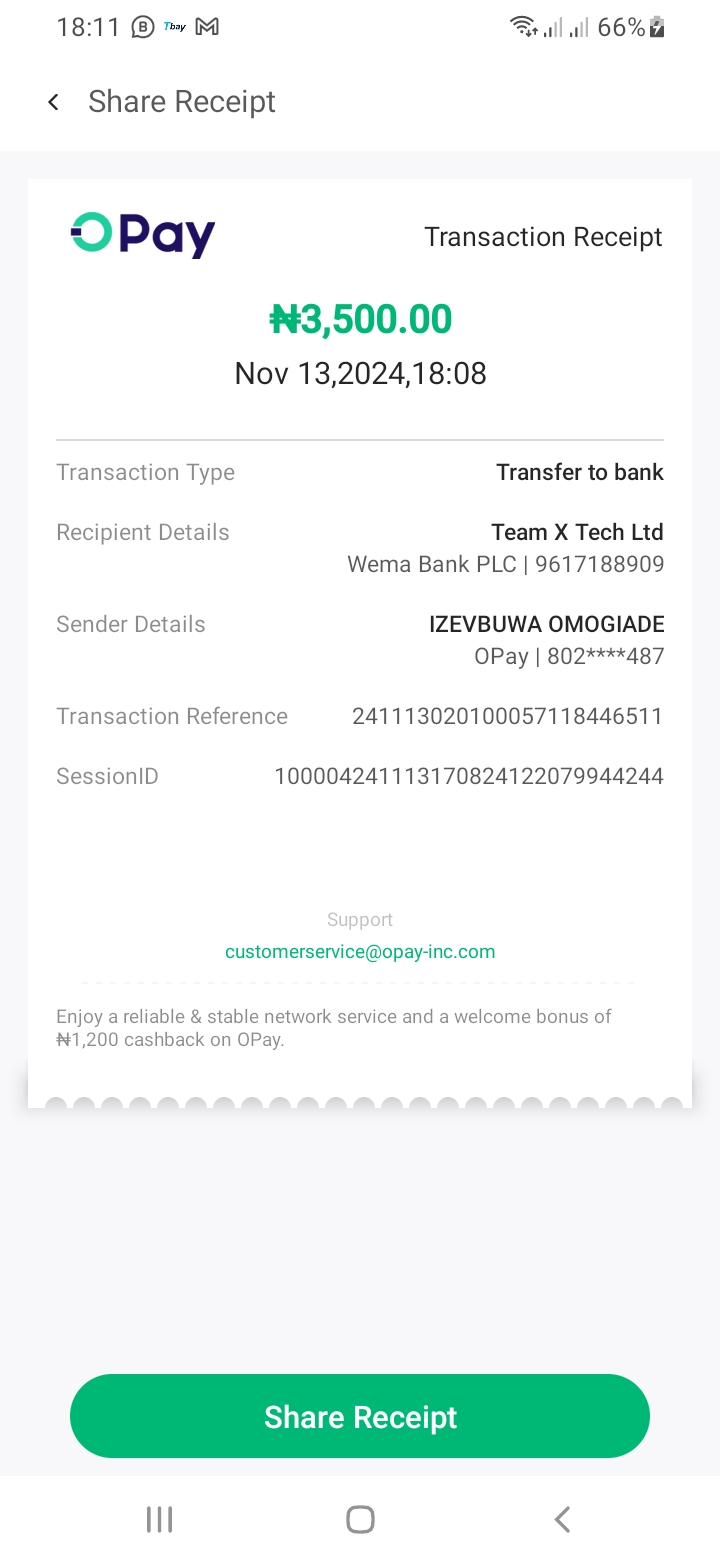 18:11 Tbay 66%
Share Receipt
OPay Transaction Receipt
₦3,500.00
Nov 13,2024,18:08
Transaction Type Transfer to bank
Recipient Details Team X Tech Ltd
Wema Bank PLC | 9617188909
Sender Details IZEVBUWA OMOGIADE
OPay | 802****487
Transaction Reference 241113020100057118446511
SessionID 100004241113170824122079944244
Support
customerservice@opay-inc.com
Enjoy a reliable & stable network service and a welcome bonus of
₦1,200 cashback on OPay.
Share Receipt